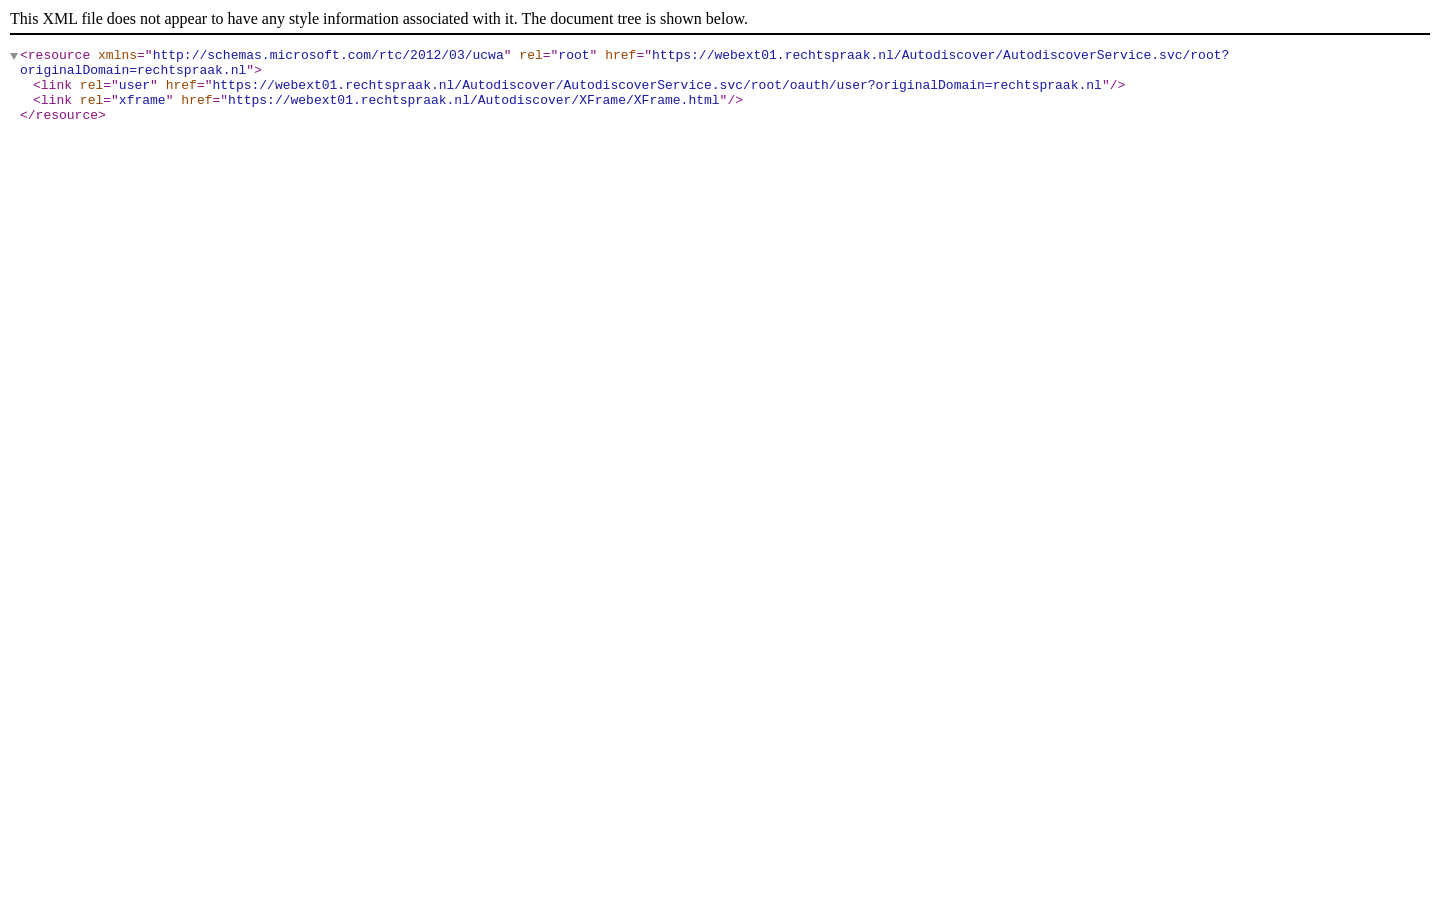 This XML file does not appear to have any style information associated with it. The document tree is shown below.
<resource xmlns="http://schemas.microsoft.com/rtc/2012/03/ucwa" rel="root" href="https://webext01.rechtspraak.nl/Autodiscover/AutodiscoverService.svc/root?
originalDomain=rechtspraak.nl">
<link rel="user" href="https://webext01.rechtspraak.nl/Autodiscover/AutodiscoverService.svc/root/oauth/user?originalDomain=rechtspraak.nl"/>
<link rel="xframe" href="https://webext01.rechtspraak.nl/Autodiscover/XFrame/XFrame.html"/>
</resource>